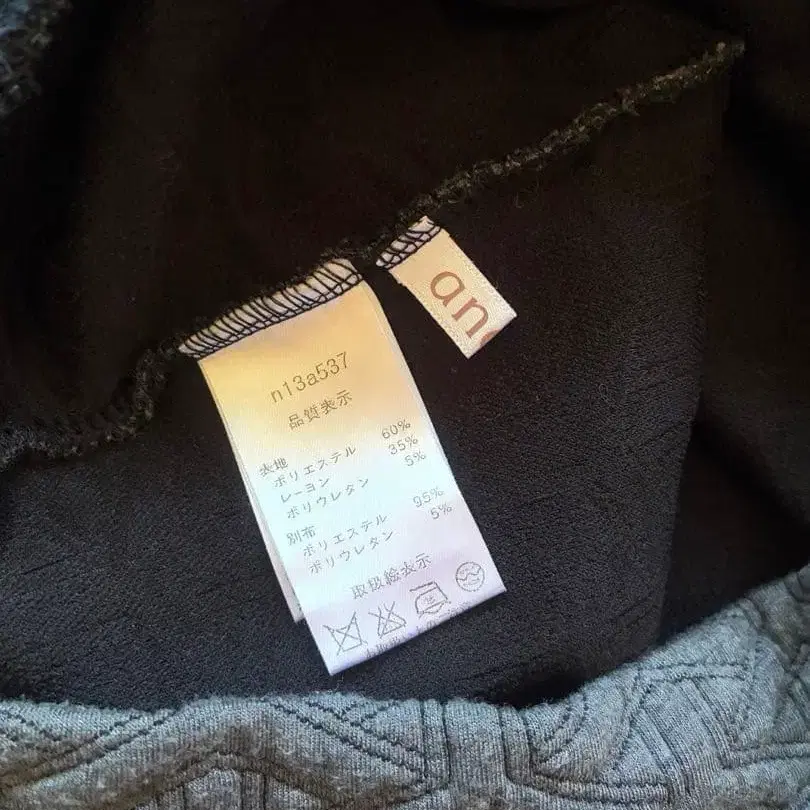 an
n13a537
品質表示
表地
ポリエステル 60%
レーヨン 35%
ポリウレタン 5%
別布
ポリエステル 95%
ポリウレタン 5%
取扱絵表示